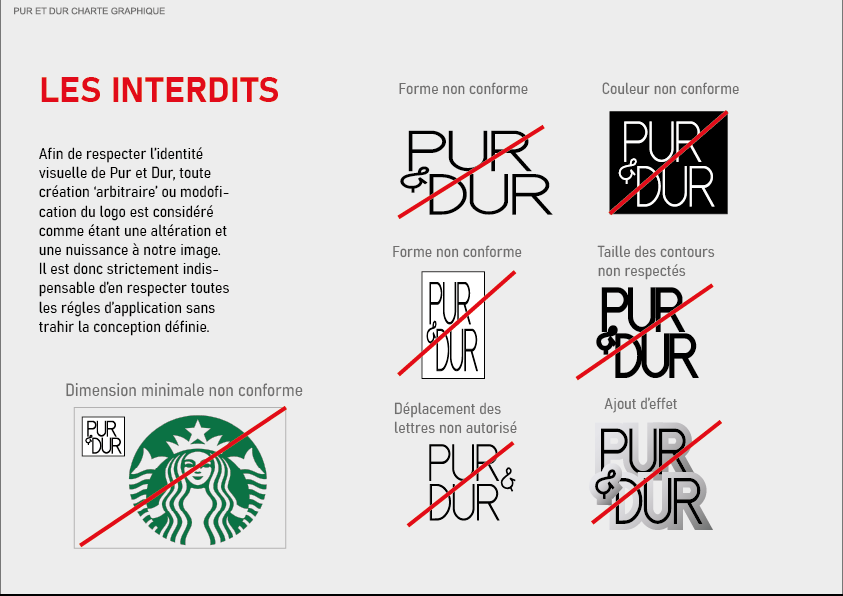 PUR ET DUR CHARTE GRAPHIQUE
LES INTERDITS
Afin de respecter l'identité
visuelle de Pur et Dur, toute
création 'arbitraire' ou modofi-
cation du logo est considéré
comme étant une altération et
une nuissance à notre image.
Il est donc strictement indis-
pensable d'en respecter toutes
les régles d'application sans
trahir la conception définie.
Dimension minimale non conforme
PUR
& DUR
Forme non conforme
PUR
& DUR
Couleur non conforme
PUR
& DUR
Forme non conforme
PUR
& DUR
Taille des contours
non respectés
PUR
& DUR
Déplacement des
lettres non autorisé
PUR &
DUR
Ajout d'effet
PUR
& DUR